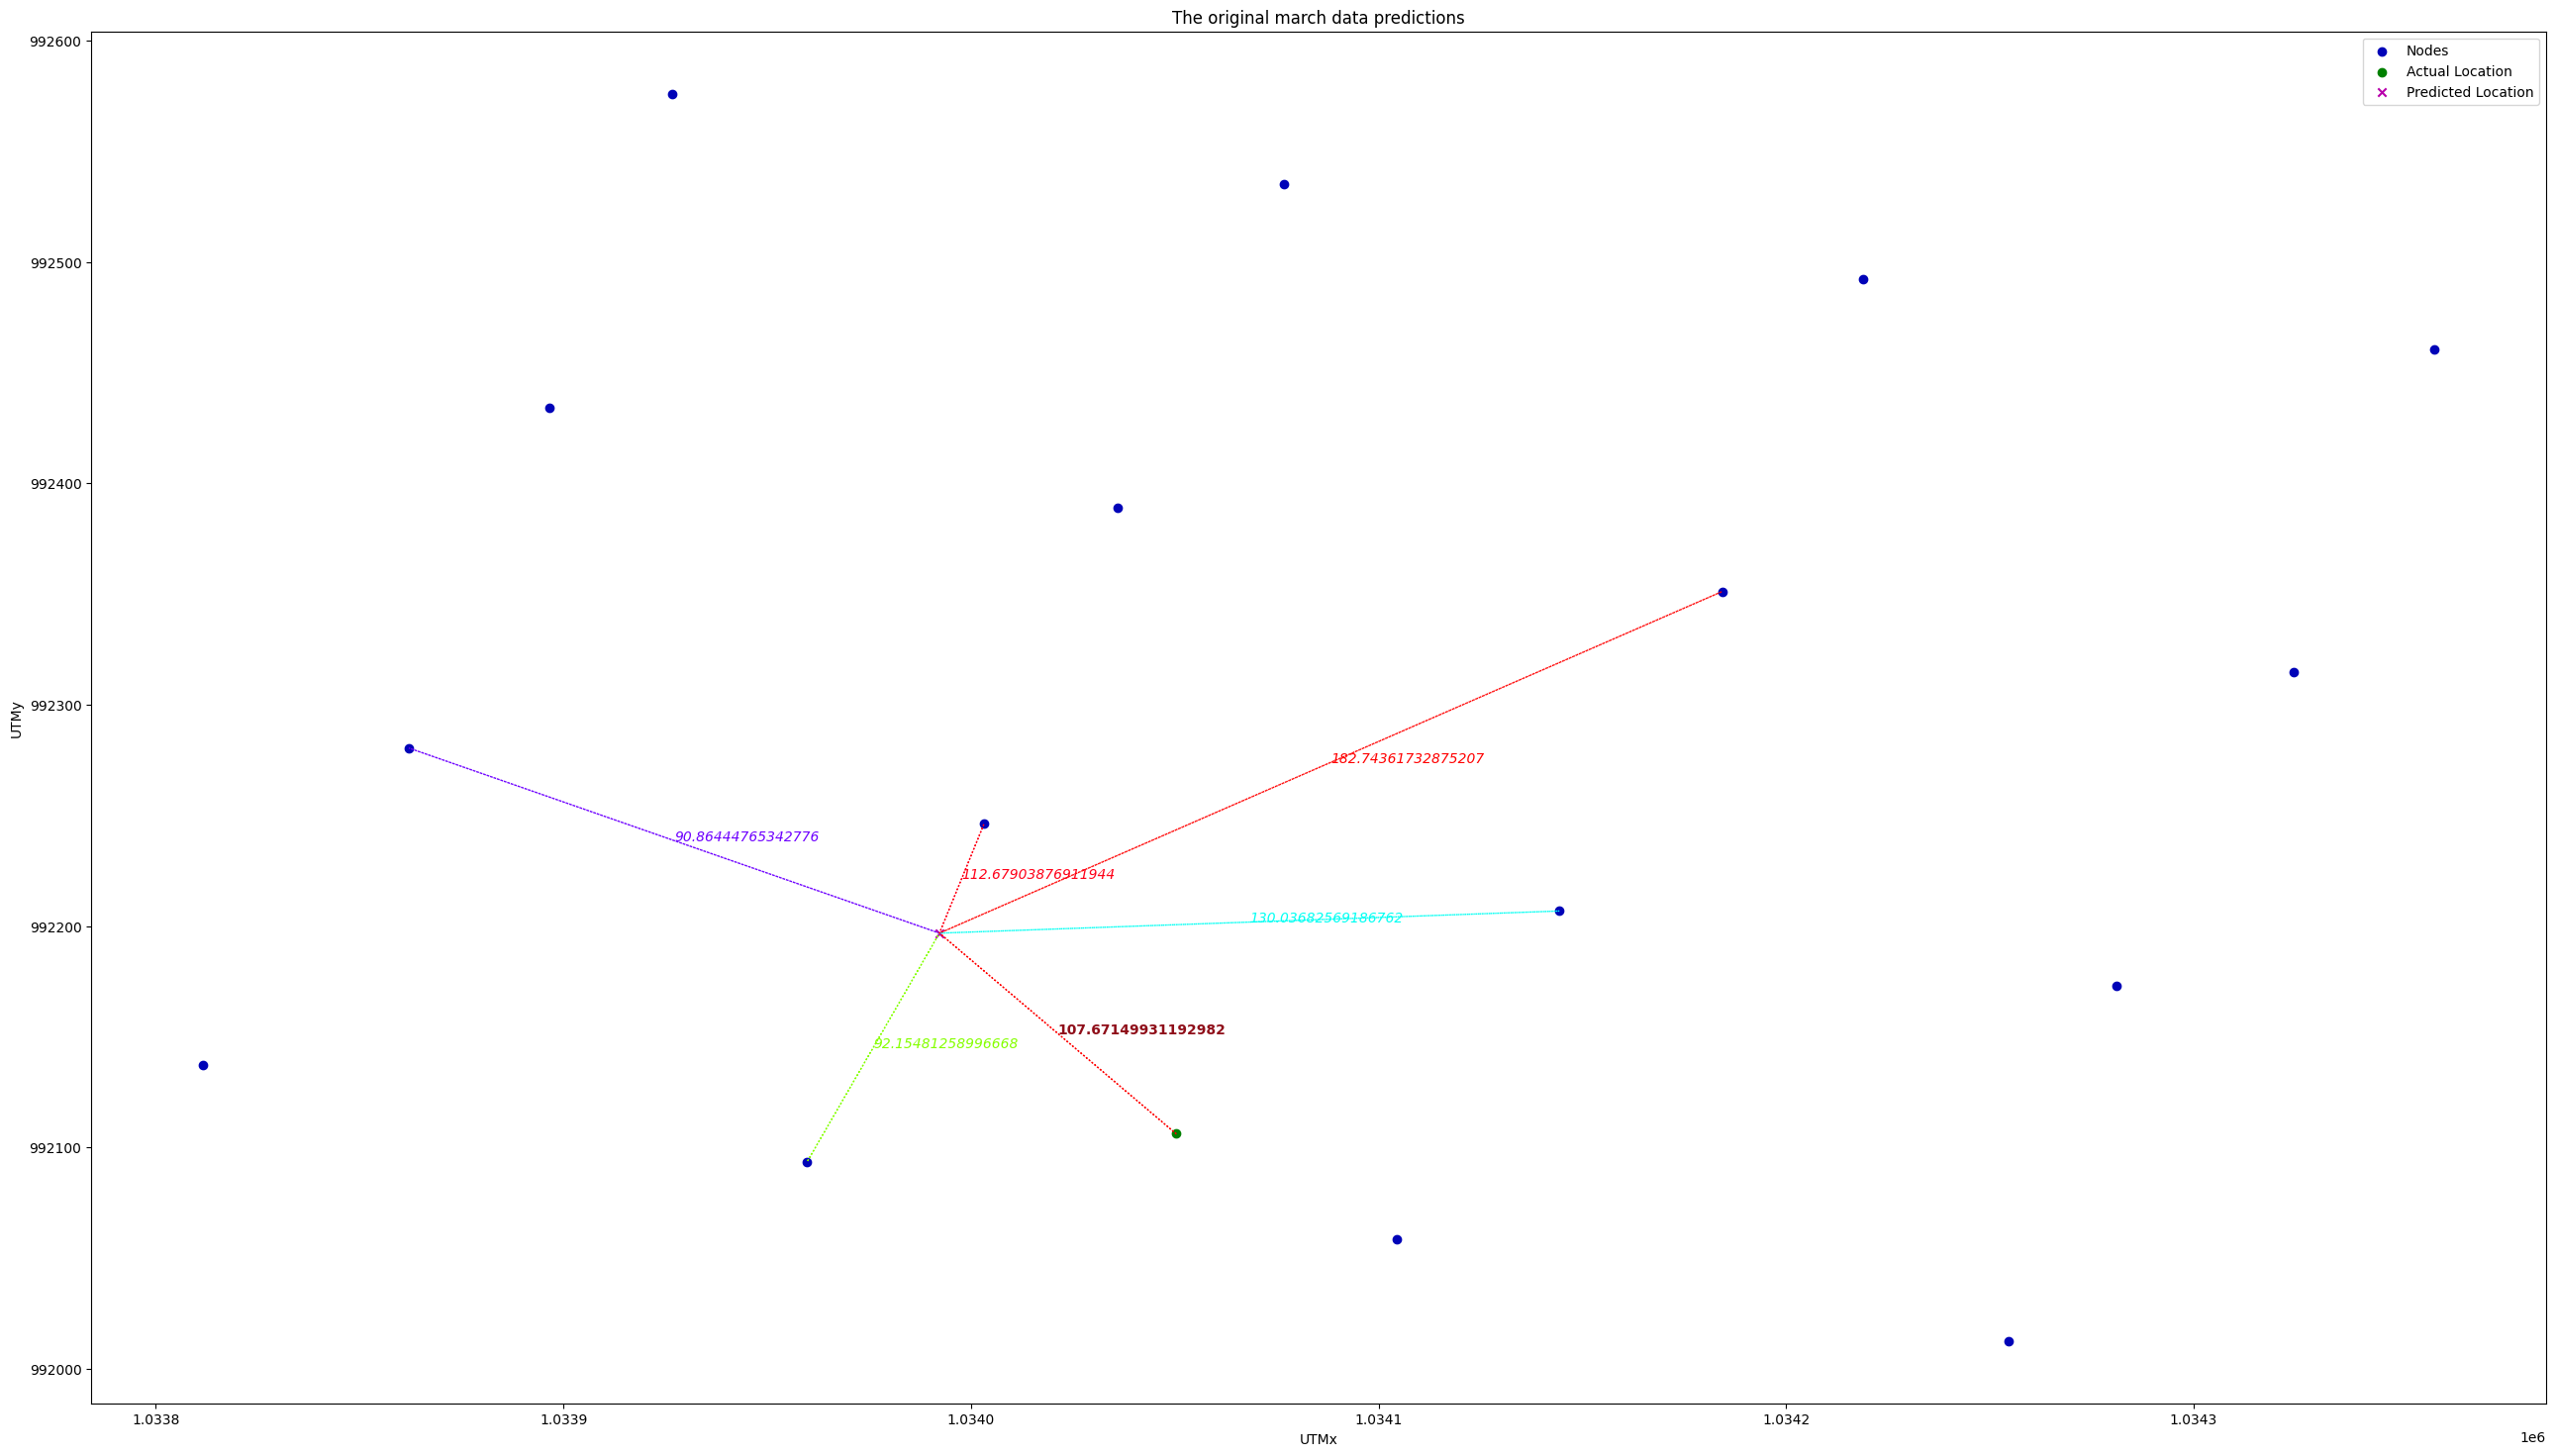 The original march data predictions
Nodes
Actual Location
Predicted Location
992600
992500
992400
992300
992200
992100
992000
UTMy
182.74361732875207
90.86444765342776
112.67903876911944
130.03682569186762
107.67149931192982
92.15481258996668
1.0338 1.0339 1.0340 1.0341 1.0342 1.0343
UTMx
1e6